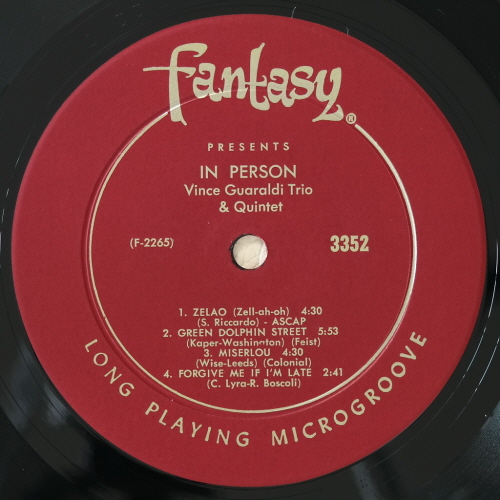 fantasy®
PRESENTS
IN PERSON
Vince Guaraldi Trio
& Quintet
(F-2265) 3352
1. ZELAO (Zell-ah-oh) 4:30
(S. Riccardo) - ASCAP
2. GREEN DOLPHIN STREET 5:53
(Kaper-Washington) (Feist)
3. MISERLOU 4:30
(Wise-Leeds) (Colonial)
4. FORGIVE ME IF I'M LATE 2:41
(C. Lyra-R. Boscoli)
LONG PLAYING MICROGROOVE